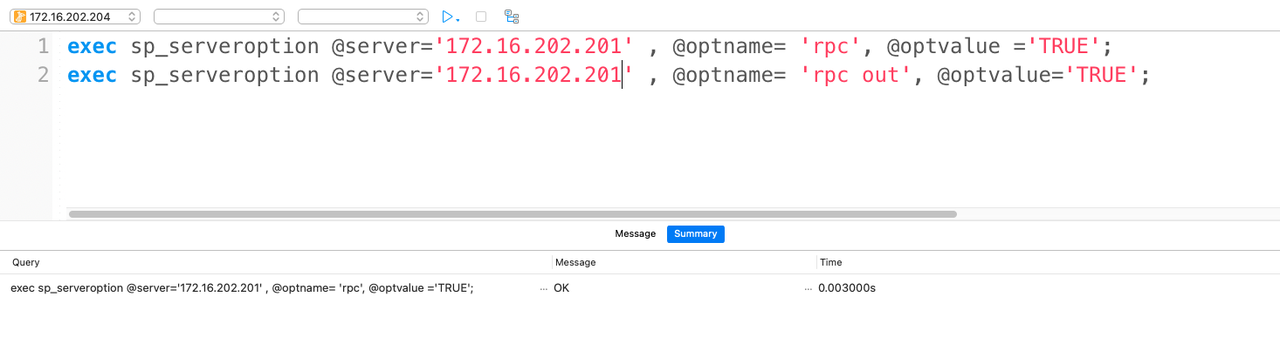 172.16.202.204
1 exec sp_serveroption @server='172.16.202.201' , @optname= 'rpc', @optvalue ='TRUE';
2 exec sp_serveroption @server='172.16.202.201' , @optname= 'rpc out', @optvalue='TRUE';
Message Summary
Query Message Time
exec sp_serveroption @server='172.16.202.201' , @optname= 'rpc', @optvalue ='TRUE'; ... OK ... 0.003000s